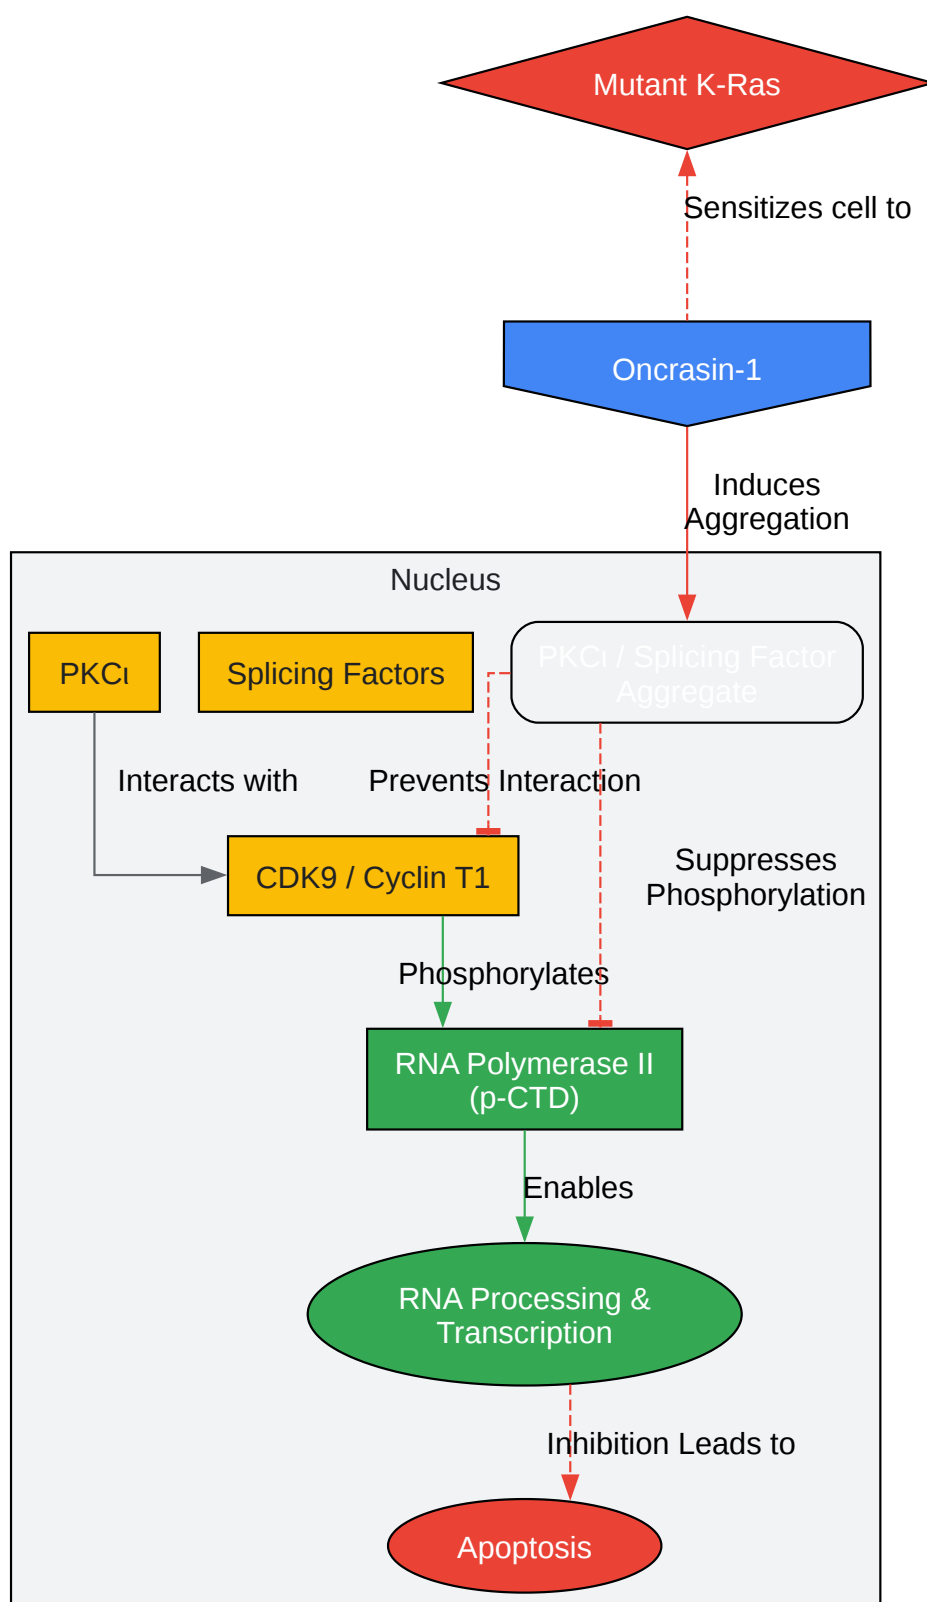 Mutant K-Ras
Sensitizes cell to
Oncrasin-1
Induces
Aggregation
Nucleus
PKCι
Splicing Factors
PKCι / Splicing Factor
Aggregate
Interacts with
Prevents Interaction
Suppresses
Phosphorylation
CDK9 / Cyclin T1
Phosphorylates
RNA Polymerase II
(p-CTD)
Enables
RNA Processing &
Transcription
Inhibition Leads to
Apoptosis